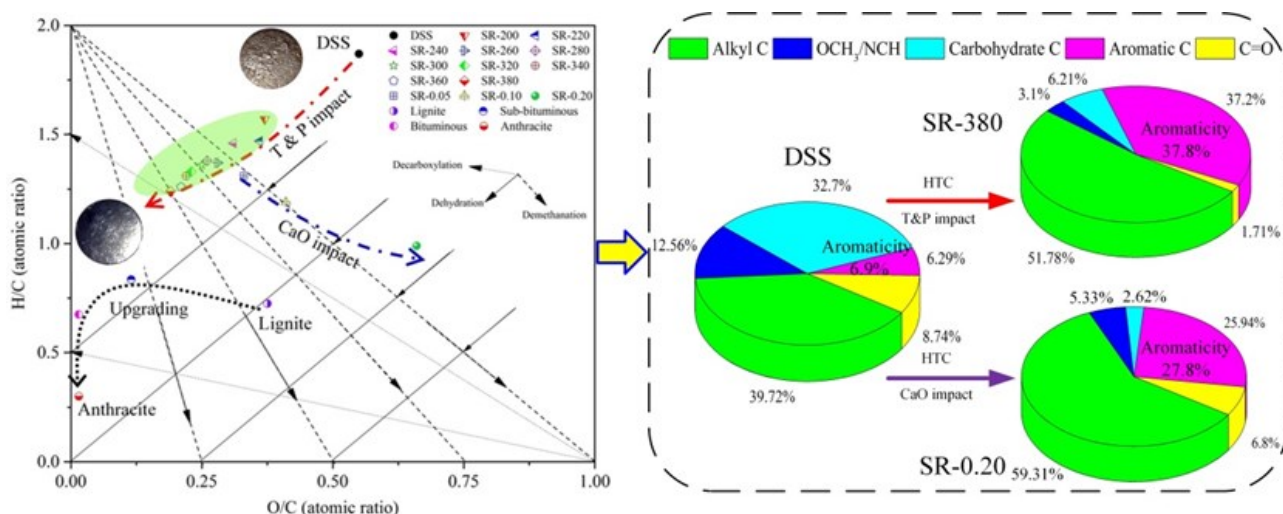 2.0
1.5
1.0
0.5
0.0
H/C (atomic ratio)
0.00
0.25
0.50
0.75
1.00
O/C (atomic ratio)
DSS
DSS SR-200 SR-220
SR-240 SR-260 SR-280
SR-300 SR-320 SR-340
SR-360 SR-380
SR-0.05 SR-0.10 SR-0.20
Lignite Sub-bituminous
Bituminous Anthracite
T & P impact
Decarboxylation
Dehydration
Demethanation
CaO impact
Upgrading
Lignite
Anthracite
Alkyl C OCH3/NCH Carbohydrate C Aromatic C C=O
DSS
32.7%
12.56%
Aromaticity
6.9%
6.29%
8.74%
39.72%
HTC
T&P impact
HTC
CaO impact
SR-380
6.21%
3.1%
37.2%
Aromaticity
37.8%
1.71%
51.78%
5.33%
2.62%
25.94%
Aromaticity
27.8%
6.8%
SR-0.20
59.31%